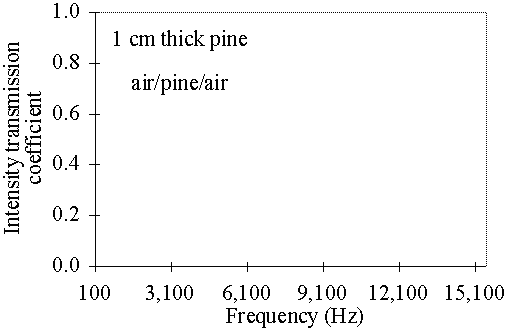 1 cm thick pine
air/pine/air
Intensity transmission
coefficient
1.0
0.8
0.6
0.4
0.2
0.0
100 3,100 6,100 9,100 12,100 15,100
Frequency (Hz)